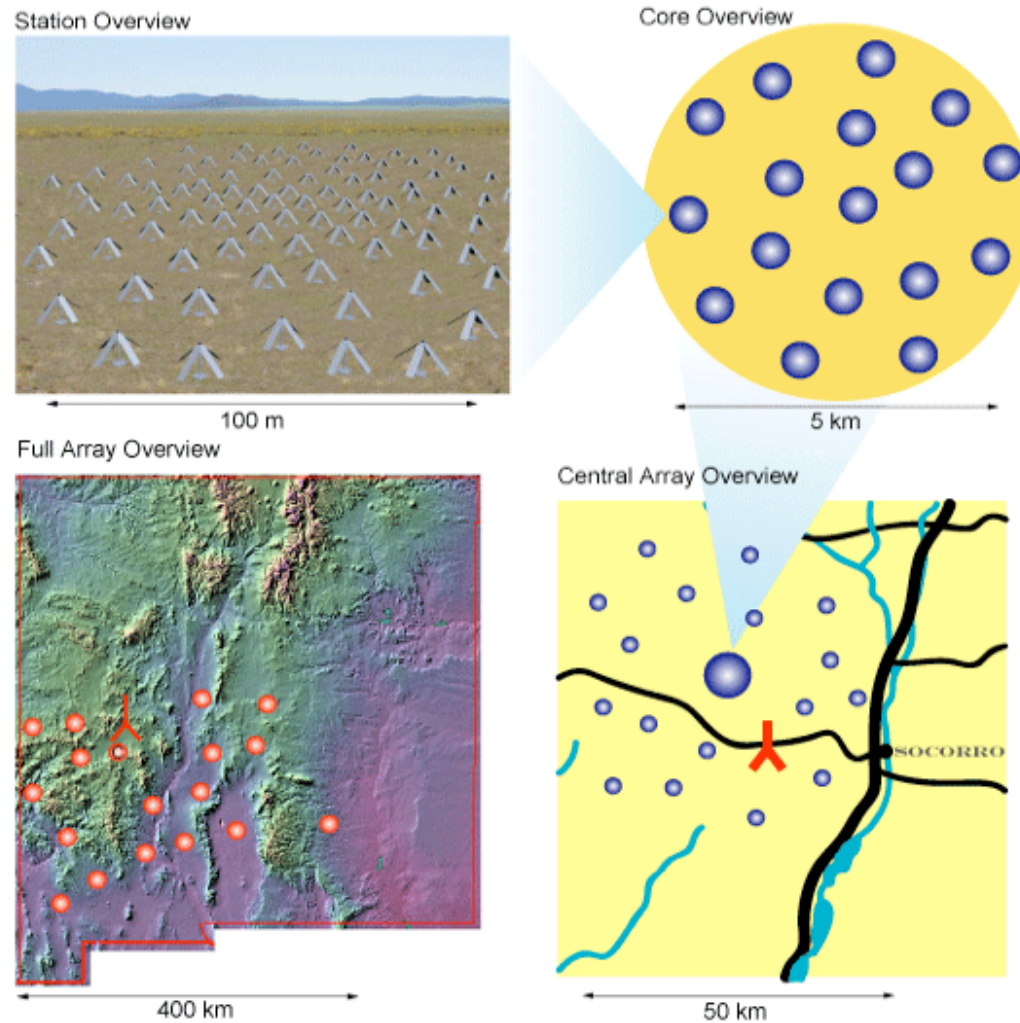 Station Overview
Core Overview
100 m
5 km
Full Array Overview
Central Array Overview
SOCORRO
400 km
50 km